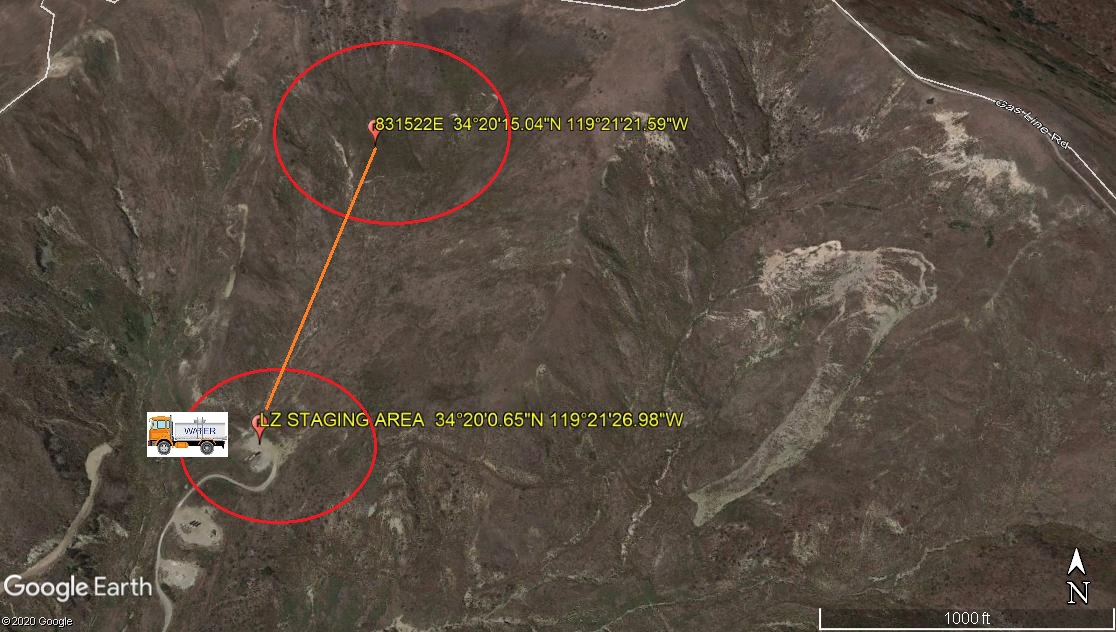 Gas Line Rd
831522E 34°20'15.04"N 119°21'21.59"W
LZ STAGING AREA 34°20'0.65"N 119°21'26.98"W
WATER
Google Earth
©2020 Google
N
1000 ft